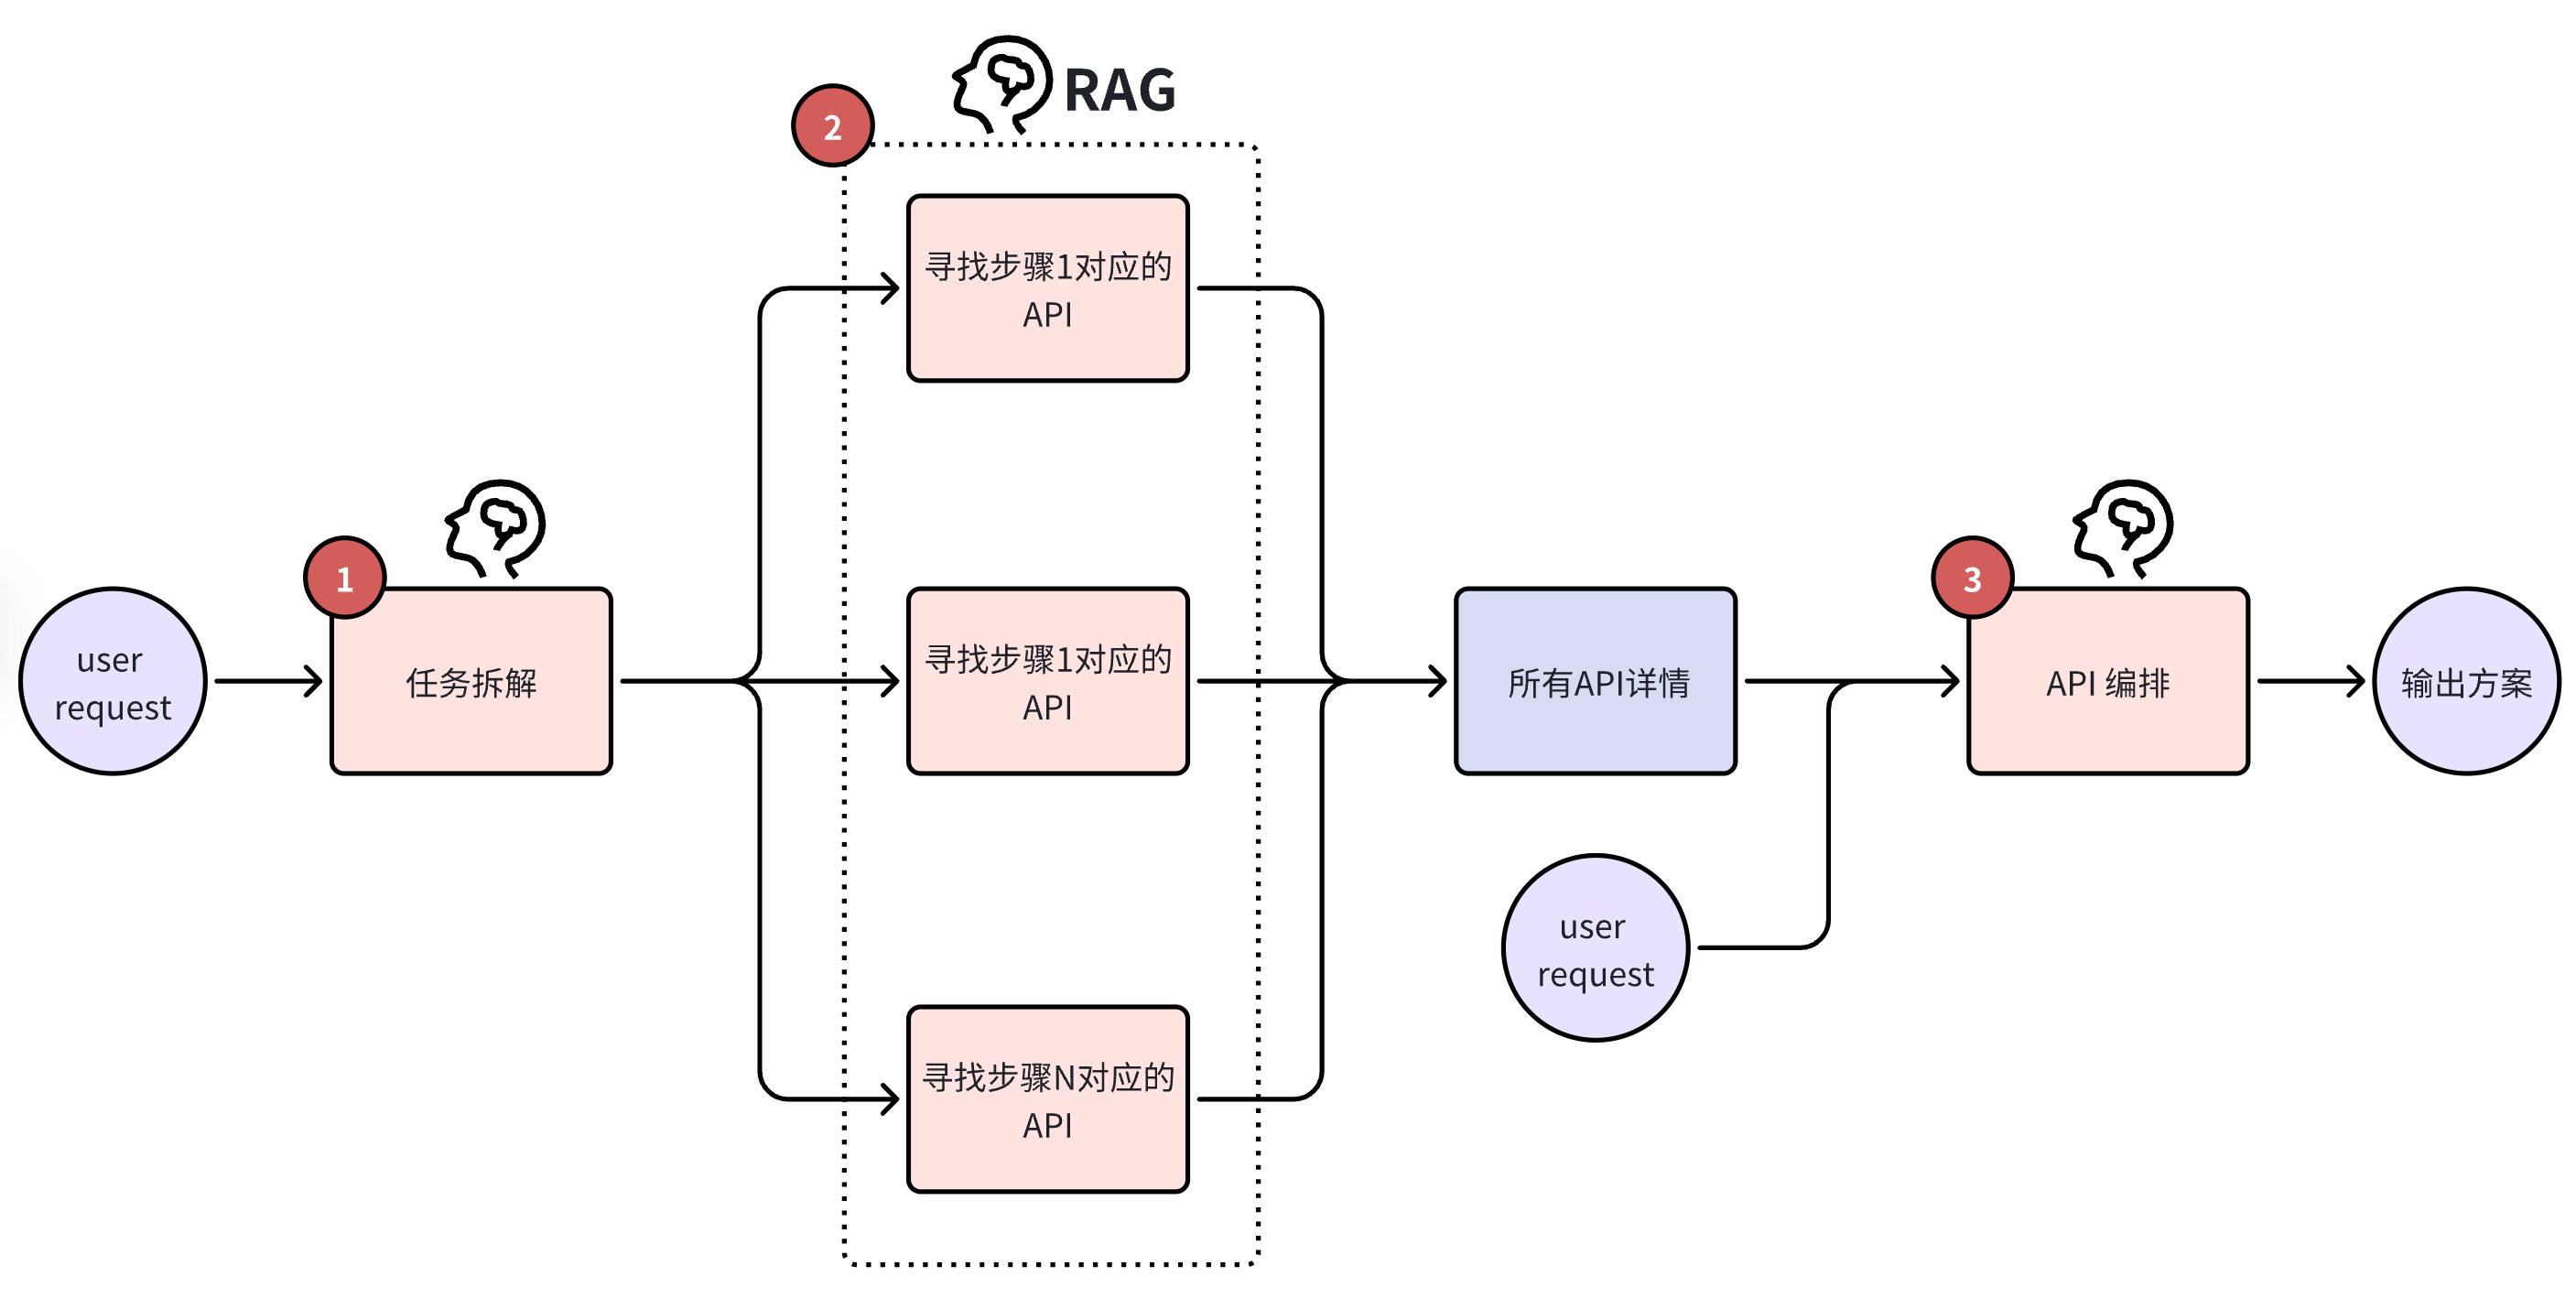 RAG
2
寻找步骤1对应的
API
1
user
request
任务拆解
寻找步骤1对应的
API
所有API详情
3
API 编排
输出方案
user
request
寻找步骤N对应的
API